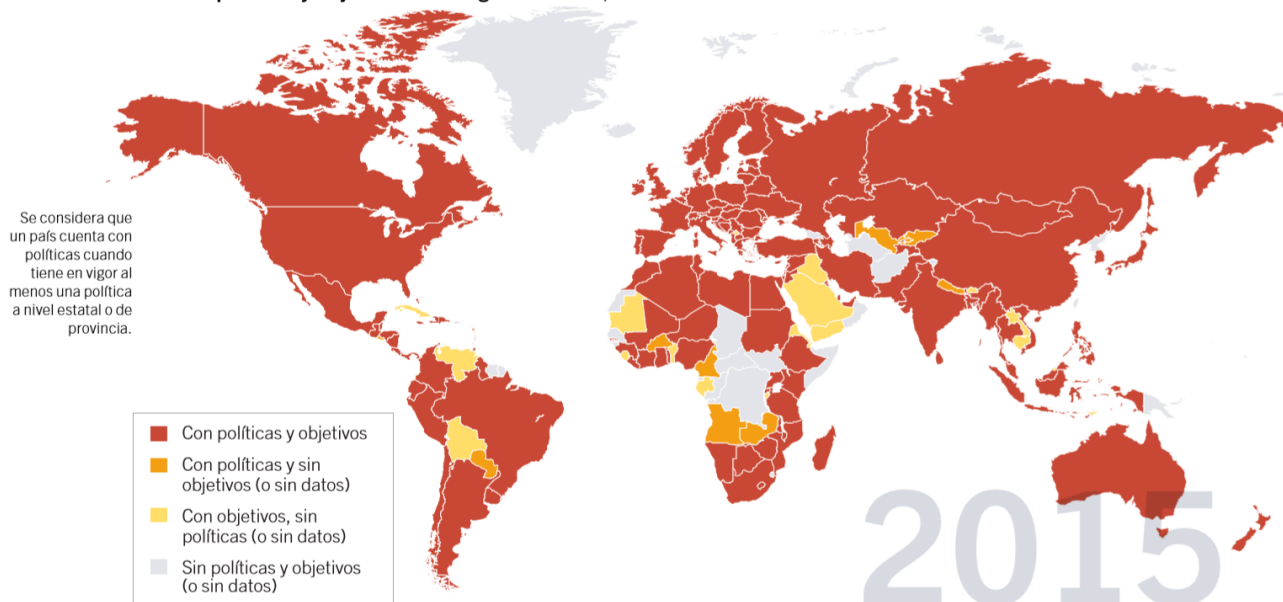 Se considera que
un país cuenta con
políticas cuando
tiene en vigor al
menos una política
a nivel estatal o de
provincia.
Con políticas y objetivos
Con políticas y sin
objetivos (o sin datos)
Con objetivos, sin
políticas (o sin datos)
Sin políticas y objetivos
(o sin datos)
2015